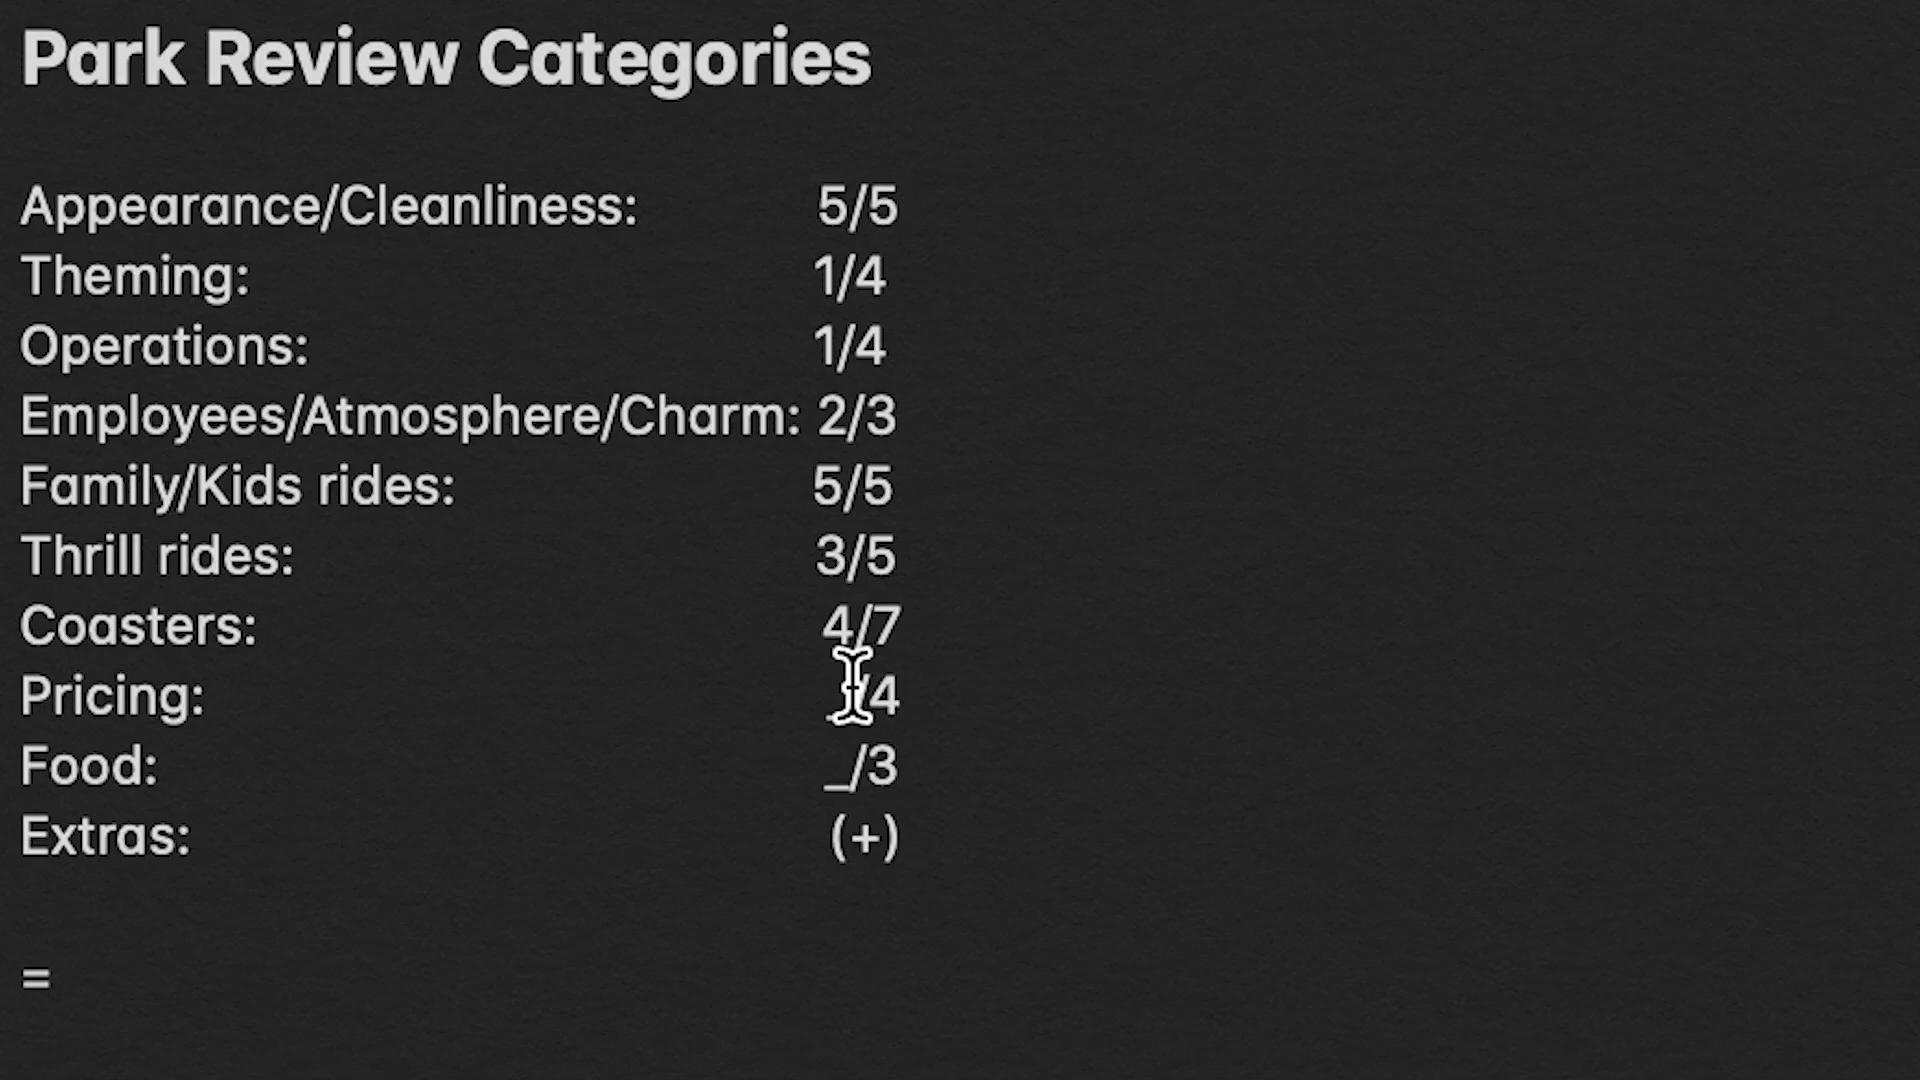 Park Review Categories
Appearance/Cleanliness: 5/5
Theming: 1/4
Operations: 1/4
Employees/Atmosphere/Charm: 2/3
Family/Kids rides: 5/5
Thrill rides: 3/5
Coasters: 4/7
Pricing: _/4
Food: _/3
Extras: (+)
=